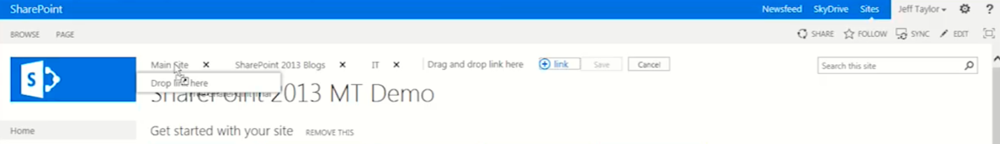 SharePoint Newsfeed SkyDrive Sites Jeff Taylor ?
BROWSE PAGE SHARE FOLLOW SYNC EDIT
Main Site × SharePoint 2013 Blogs × IT × Drag and drop link here + link Save Cancel Search this site
S
Drop link here
SharePoint 2013 MT Demo
Home
Get started with your site REMOVE THIS